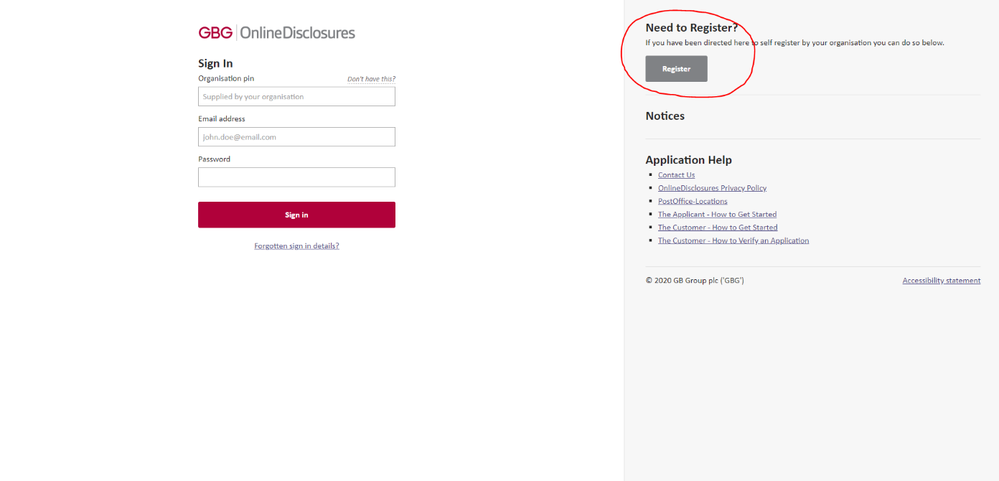 GBG OnlineDisclosures
Sign In
Organisation pin Don't have this?
Supplied by your organisation
Email address
john.doe@email.com
Password
Sign in
Forgotten sign in details?
Need to Register?
If you have been directed here to self register by your organisation you can do so below.
Register
Notices
Application Help
Contact Us
OnlineDisclosures Privacy Policy
PostOffice-Locations
The Applicant - How to Get Started
The Customer - How to Get Started
The Customer - How to Verify an Application
© 2020 GB Group plc ('GBG') Accessibility statement